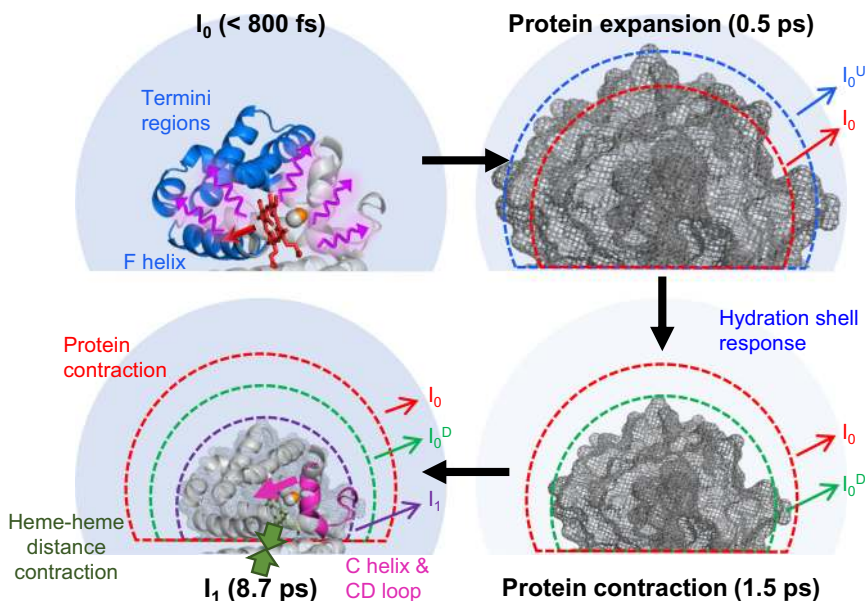 I₀ (< 800 fs)
Termini
regions
F helix
Protein expansion (0.5 ps)
I₀ᵁ
I₀
Hydration shell
response
Protein
contraction
I₀
I₀ᴰ
I₁
Heme-heme
distance
contraction
I₁ (8.7 ps)
C helix &
CD loop
I₀
I₀ᴰ
Protein contraction (1.5 ps)